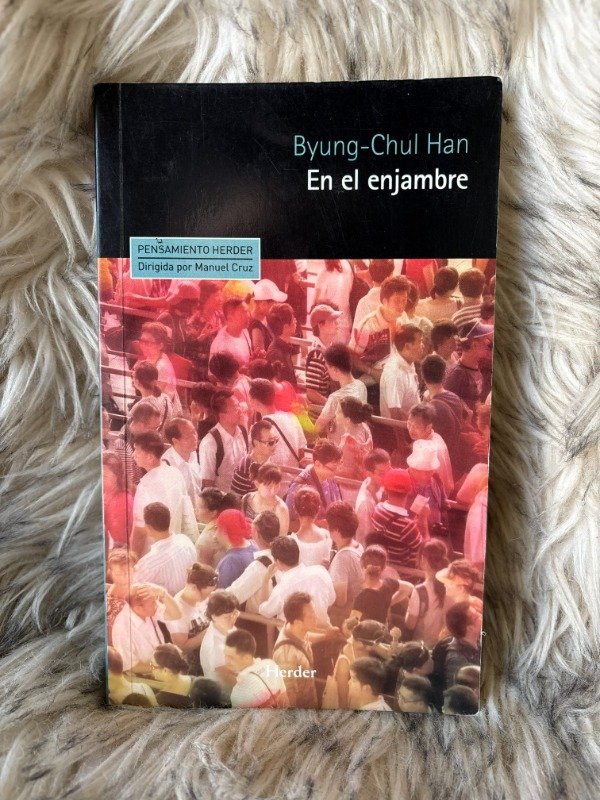 Byung-Chul Han
En el enjambre
PENSAMIENTO HERDER
Dirigida por Manuel Cruz
Herder